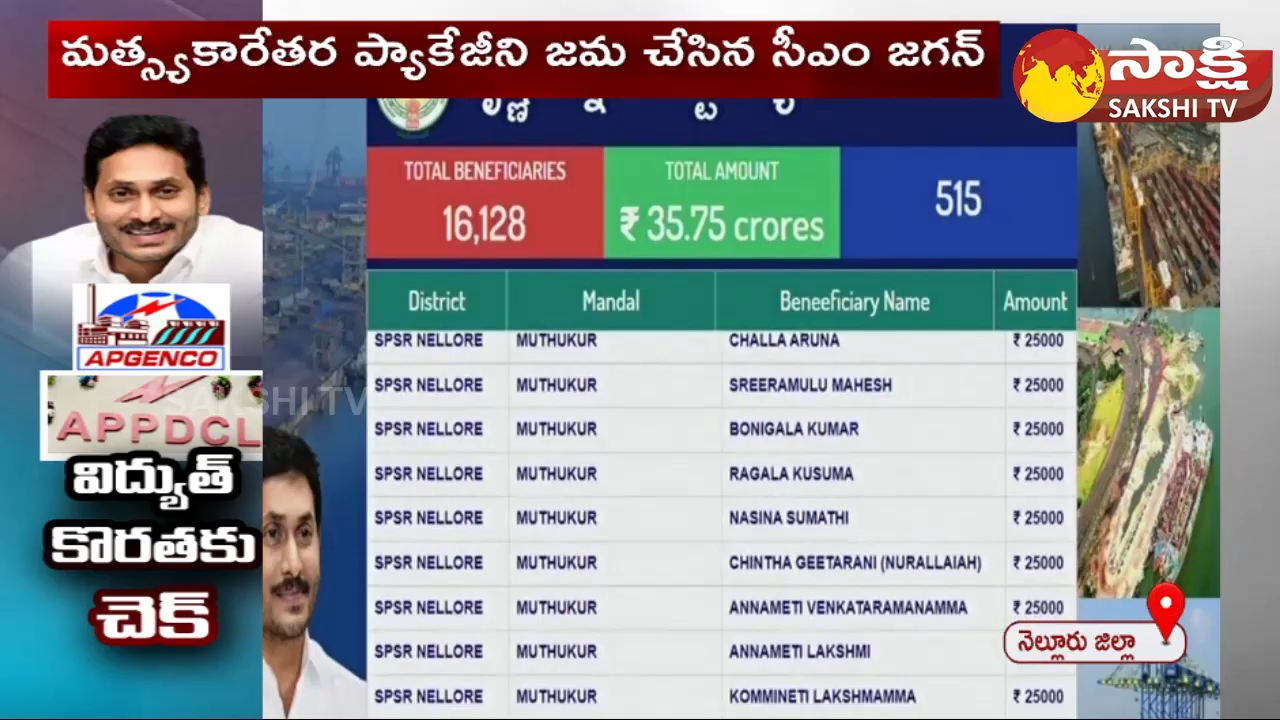 మత్స్యకారేతర ప్యాకేజీని జమ చేసిన సీఎం జగన్
సాక్షి
SAKSHI TV
TOTAL BENEFICIARIES
16,128
TOTAL AMOUNT
₹ 35.75 crores
515
District Mandal Beneeficiary Name Amount
SPSR NELLORE MUTHUKUR CHALLA ARUNA ₹ 25000
SPSR NELLORE MUTHUKUR SREERAMULU MAHESH ₹ 25000
SPSR NELLORE MUTHUKUR BONIGALA KUMAR ₹ 25000
SPSR NELLORE MUTHUKUR RAGALA KUSUMA ₹ 25000
SPSR NELLORE MUTHUKUR NASINA SUMATHI ₹ 25000
SPSR NELLORE MUTHUKUR CHINTHA GEETARANI (NURALLAIAH) ₹ 25000
SPSR NELLORE MUTHUKUR ANNAMETI VENKATARAMANAMMA ₹ 25000
SPSR NELLORE MUTHUKUR ANNAMETI LAKSHMI
SPSR NELLORE MUTHUKUR KOMMINETI LAKSHMAMMA ₹ 25000
APGENCO
SAKSHI TV
APPDCL
విద్యుత్
కొరతకు
చెక్
నెల్లూరు జిల్లా